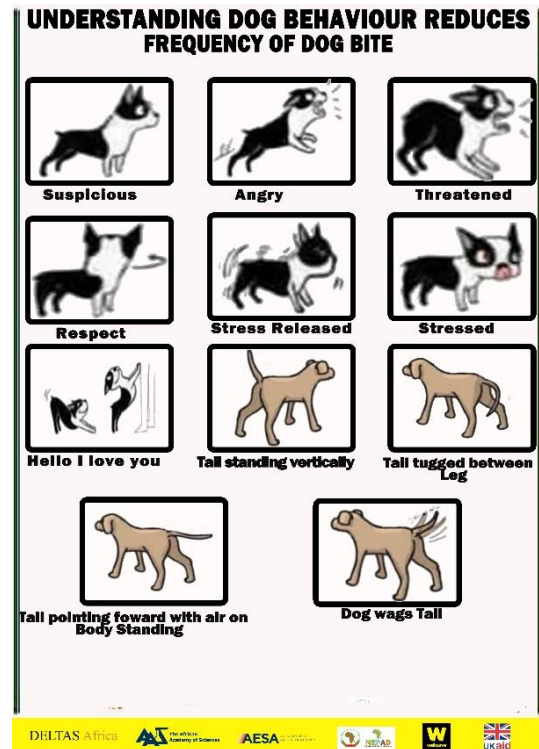 UNDERSTANDING DOG BEHAVIOUR REDUCES
FREQUENCY OF DOG BITE
Suspicious
Angry
Threatened
Respect
Stress Released
Stressed
Hello I love you
Tail standing vertically
Tail tugged between
Leg
Tail pointing foward with air on
Body Standing
Dog wags Tail
DELTAS Africa
AAS
The African
Academy of Sciences
AESA
NEPAD
W
wellcome
UKaid